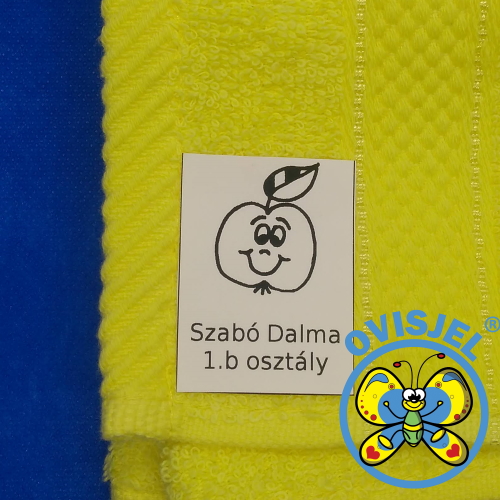 Szabó Dalma
1.b osztály
OVISJEL®